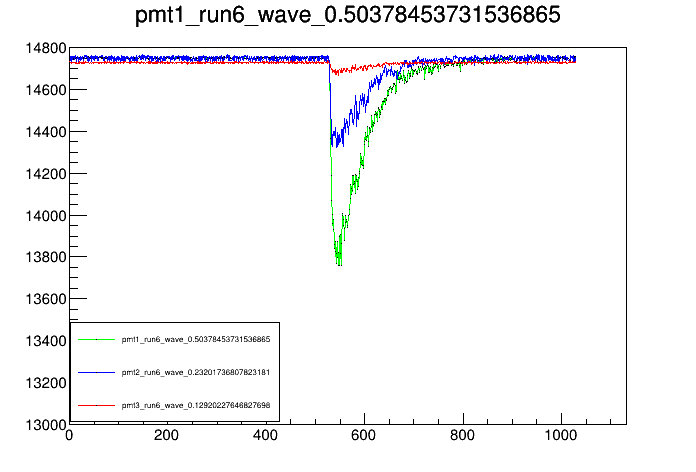 pmt1_run6_wave_0.50378453731536865
14800
14600
14400
14200
14000
13800
13600
13400
13200
13000
pmt1_run6_wave_0.50378453731536865
pmt2_run6_wave_0.23201736807823181
pmt3_run6_wave_0.12920227646827698
0 200 400 600 800 1000